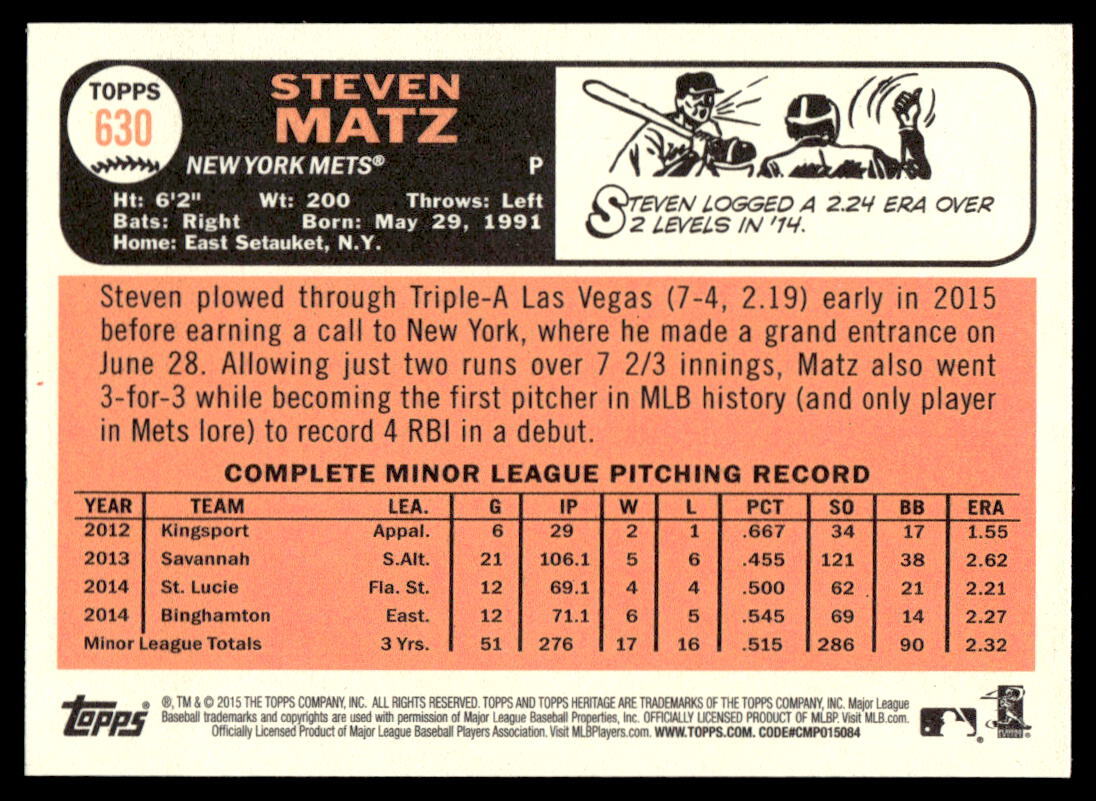 TOPPS
630
STEVEN
MATZ
NEW YORK METS® P
Ht: 6'2" Wt: 200 Throws: Left
Bats: Right Born: May 29, 1991
Home: East Setauket, N.Y.
STEVEN LOGGED A 2.24 ERA OVER
2 LEVELS IN '14.
Steven plowed through Triple-A Las Vegas (7-4, 2.19) early in 2015
before earning a call to New York, where he made a grand entrance on
June 28. Allowing just two runs over 7 2/3 innings, Matz also went
3-for-3 while becoming the first pitcher in MLB history (and only player
in Mets lore) to record 4 RBI in a debut.
COMPLETE MINOR LEAGUE PITCHING RECORD
YEAR TEAM LEA. G IP W L PCT SO BB ERA
2012 Kingsport Appal. 6 29 2 1 .667 34 17 1.55
2013 Savannah S.Alt. 21 106.1 5 6 .455 121 38 2.62
2014 St. Lucie Fla. St. 12 69.1 4 4 .500 62 21 2.21
2014 Binghamton East. 12 71.1 6 5 .545 69 14 2.27
Minor League Totals 3 Yrs. 51 276 17 16 .515 286 90 2.32
topps®
®, TM & © 2015 THE TOPPS COMPANY, INC. ALL RIGHTS RESERVED. TOPPS AND TOPPS HERITAGE ARE TRADEMARKS OF THE TOPPS COMPANY, INC. Major League
Baseball trademarks and copyrights are used with permission of Major League Baseball Properties, Inc. OFFICIALLY LICENSED PRODUCT OF MLBP. Visit MLB.com.
Officially Licensed Product of Major League Baseball Players Association. Visit MLBPlayers.com. WWW.TOPPS.COM. CODE#CMP015084